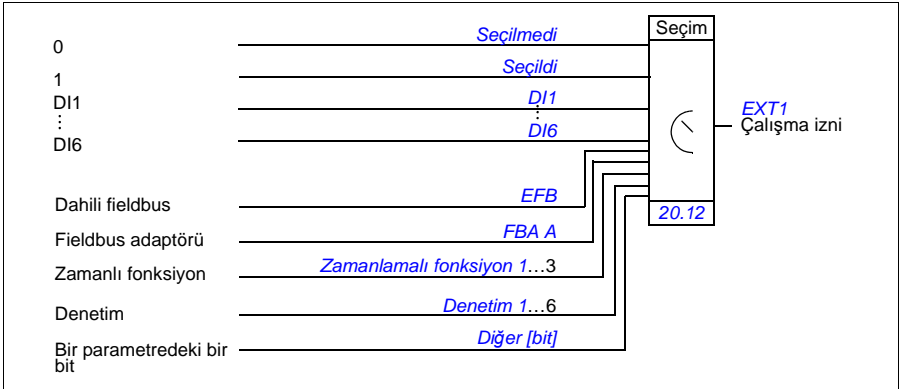 Seçim
0 Seçilmedi
1 Seçildi
DI1 DI1
⋮ ⋮
DI6 DI6
EXT1
Çalışma izni
Dahili fieldbus EFB
20.12
Fieldbus adaptörü FBA A
Zamanlı fonksiyon Zamanlamalı fonksiyon 1…3
Denetim Denetim 1…6
Bir parametredeki bir bit Diğer [bit]